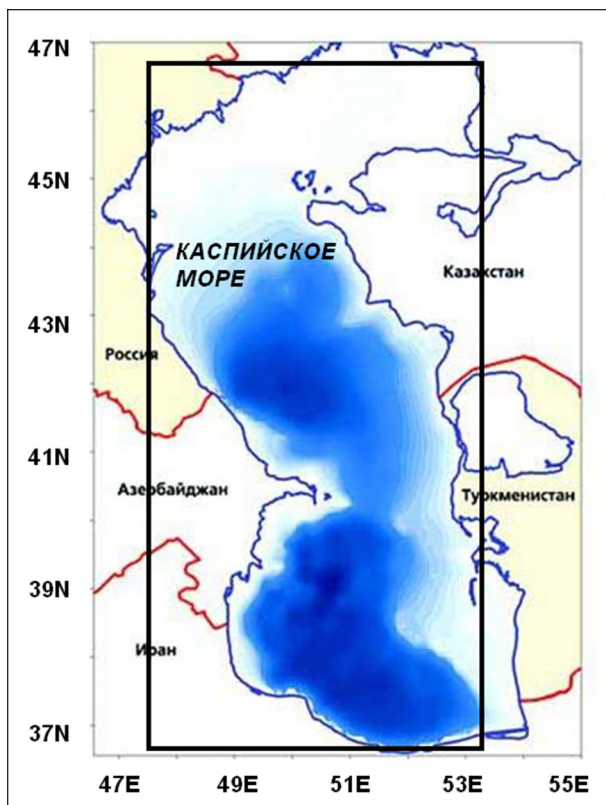 47N
45N
КАСПИЙСКОЕ
МОРЕ
Казахстан
43N
Россия
41N
Азербайджан
Туркменистан
39N
Иран
37N
47E 49E 51E 53E 55E